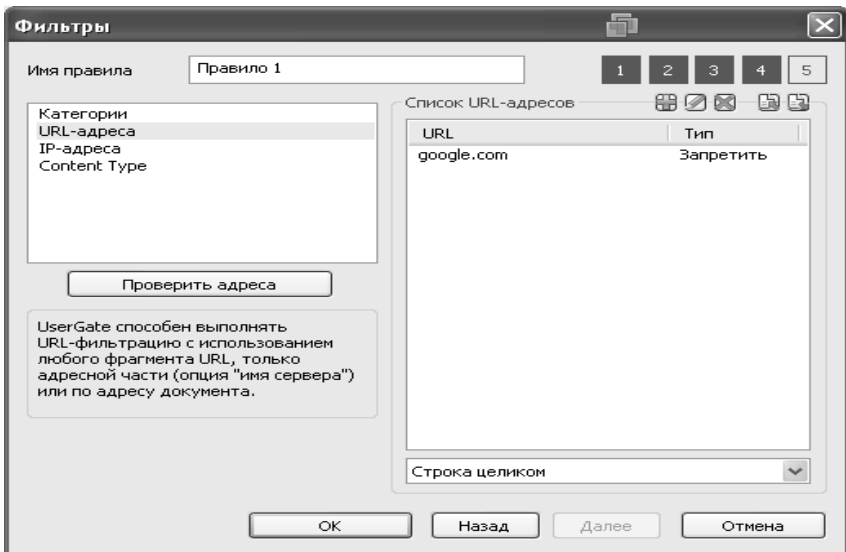 Фильтры
Имя правила
Правило 1
1 2 3 4 5
Категории
URL-адреса
IP-адреса
Content Type
Проверить адреса
UserGate способен выполнять
URL-фильтрацию с использованием
любого фрагмента URL, только
адресной части (опция "имя сервера")
или по адресу документа.
Список URL-адресов
URL Тип
google.com Запретить
Строка целиком
ОК Назад Далее Отмена